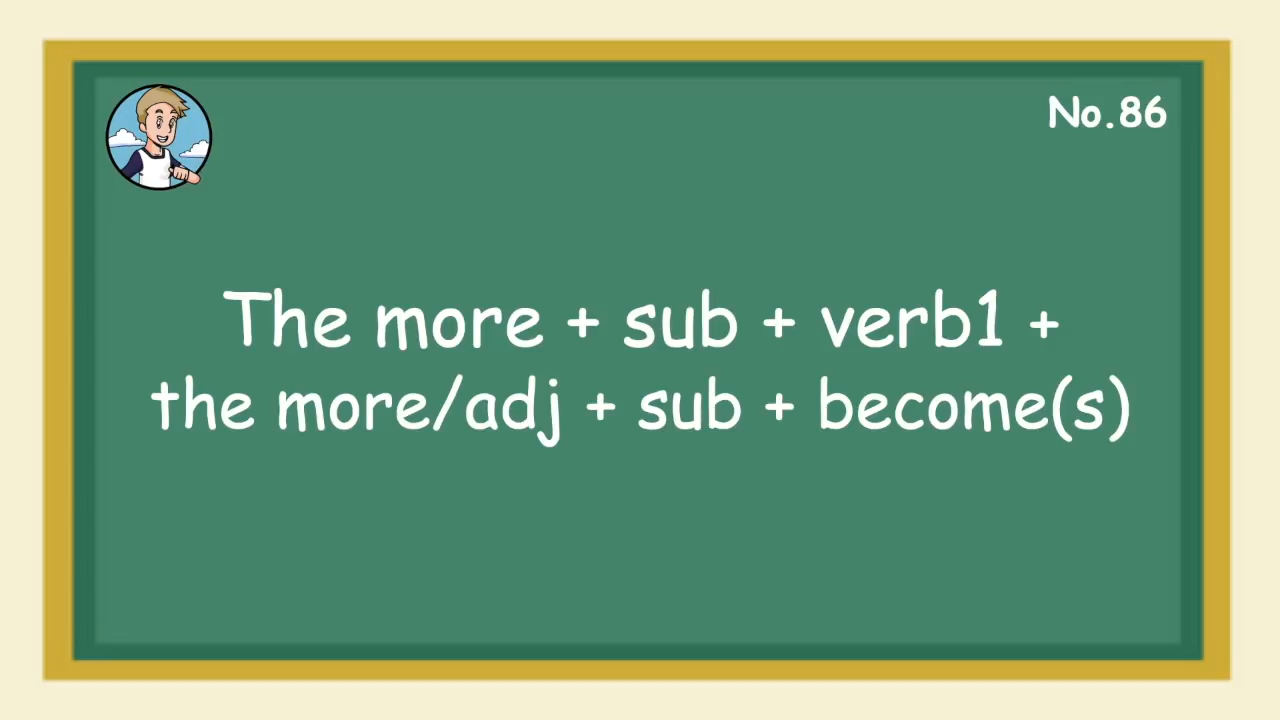 No.86
The more + sub + verb1 +
the more/adj + sub + become(s)